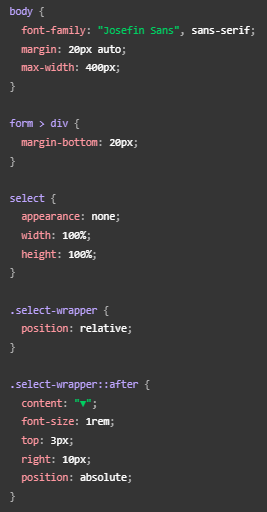 body {
  font-family: "Josefin Sans", sans-serif;
  margin: 20px auto;
  max-width: 400px;
}

form > div {
  margin-bottom: 20px;
}

select {
  appearance: none;
  width: 100%;
  height: 100%;
}

.select-wrapper {
  position: relative;
}

.select-wrapper::after {
  content: "▼";
  font-size: 1rem;
  top: 3px;
  right: 10px;
  position: absolute;
}